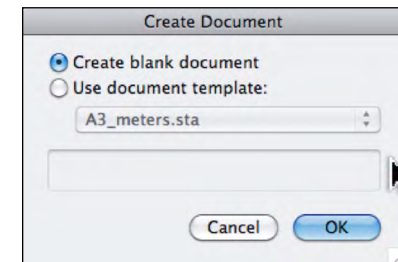 Create Document
Create blank document
Use document template:
A3_meters.sta
Cancel OK